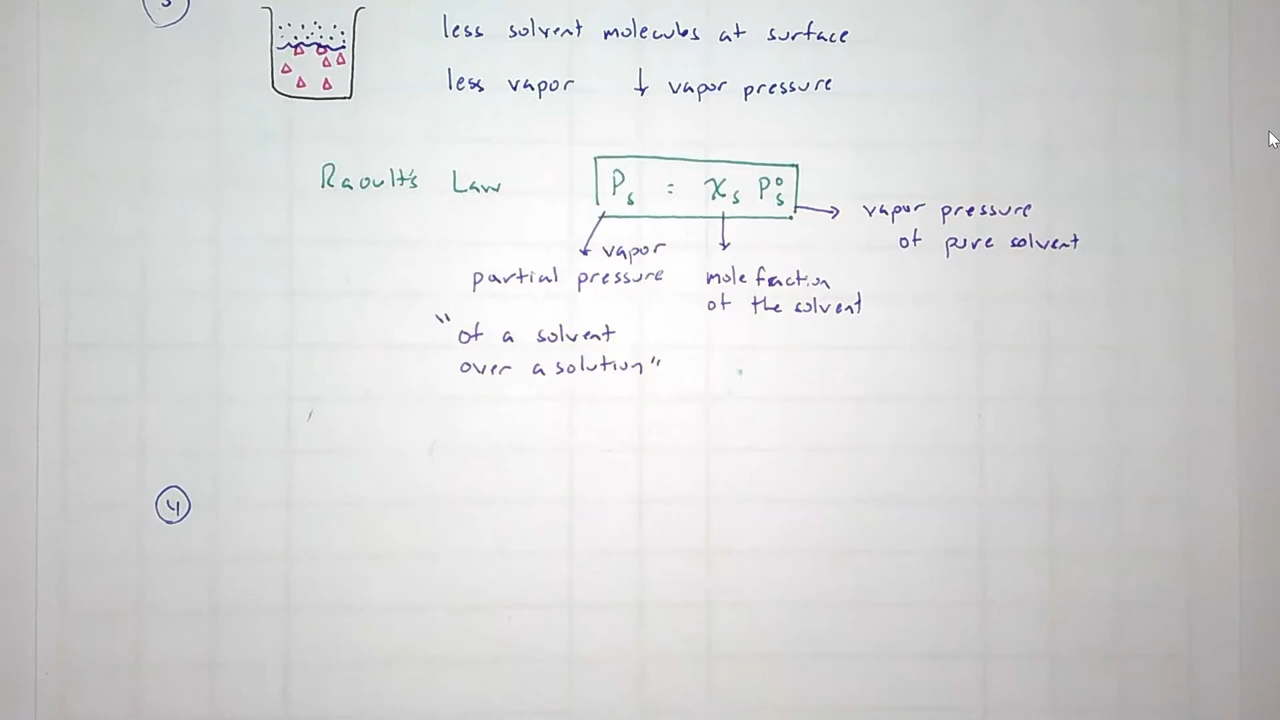 3
less solvent molecules at surface
less vapor ↓ vapor pressure
Raoult's Law
Pₛ = χₛ P°ₛ
vapor pressure
of pure solvent
vapor
partial pressure
mole fraction
of the solvent
"of a solvent
over a solution"
4